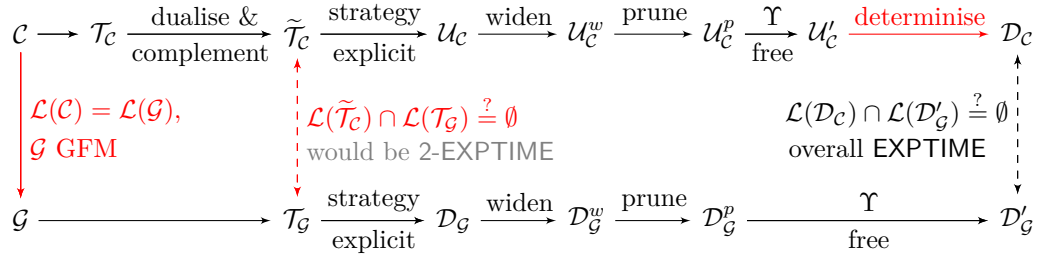 dualise & strategy widen prune ϒ determinise
𝒞 𝒯_𝒞 𝒯̃_𝒞 𝒰_𝒞 𝒰_𝒞^w 𝒰_𝒞^p 𝒰′_𝒞 𝒟_𝒞
complement explicit free
ℒ(𝒞) = ℒ(𝒢), ℒ(𝒯̃_𝒞) ∩ ℒ(𝒯_𝒢) ≟ ∅ ℒ(𝒟_𝒞) ∩ ℒ(𝒟′_𝒢) ≟ ∅
𝒢 GFM would be 2-EXPTIME overall EXPTIME
strategy widen prune ϒ
𝒢 𝒯_𝒢 𝒟_𝒢 𝒟_𝒢^w 𝒟_𝒢^p 𝒟′_𝒢
explicit free